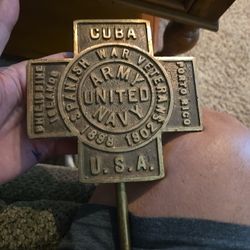 CUBA
SPANISH WAR VETERANS
ARMY
UNITED
NAVY
1898 1902
PHILIPPINE
ISLANDS
PORTO RICO
U.S.A.